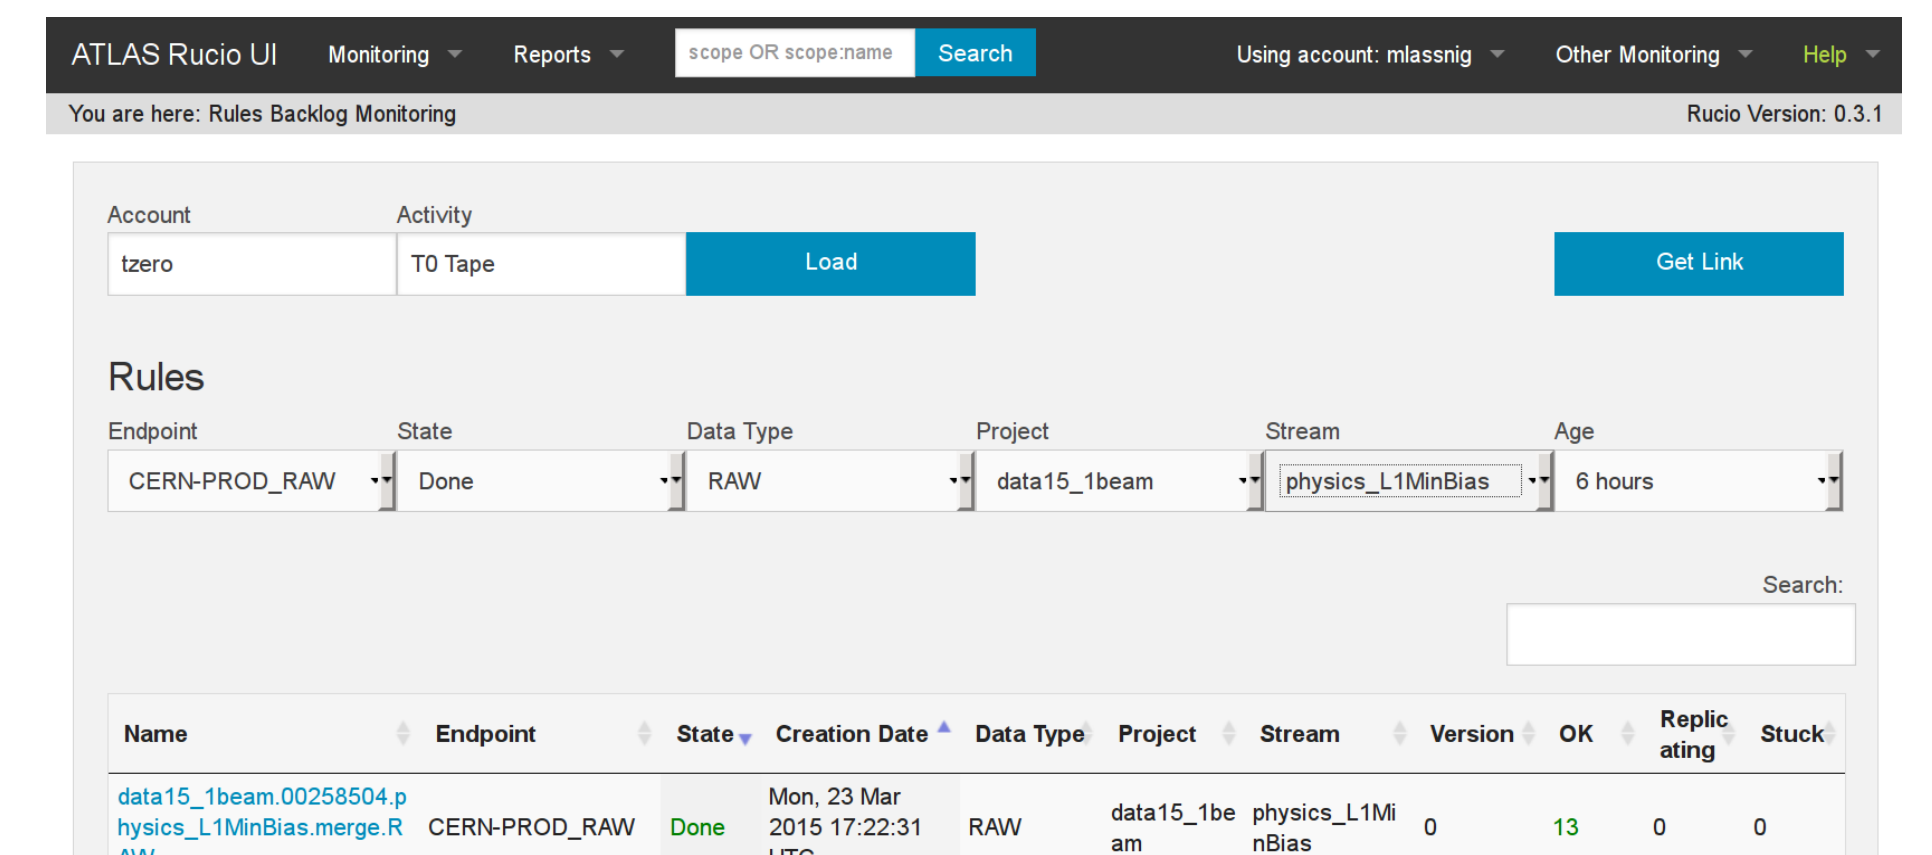 ATLAS Rucio UI Monitoring Reports scope OR scope:name Search Using account: mlassnig Other Monitoring Help
You are here: Rules Backlog Monitoring Rucio Version: 0.3.1
Account Activity
tzero T0 Tape Load Get Link
Rules
Endpoint State Data Type Project Stream Age
CERN-PROD_RAW Done RAW data15_1beam physics_L1MinBias 6 hours
Search:
Name Endpoint State Creation Date Data Type Project Stream Version OK Replic
ating Stuck
data15_1beam.00258504.p
hysics_L1MinBias.merge.R
AW
CERN-PROD_RAW Done
Mon, 23 Mar
2015 17:22:31
UTC
RAW
data15_1be
am
physics_L1Mi
nBias
0 13 0 0